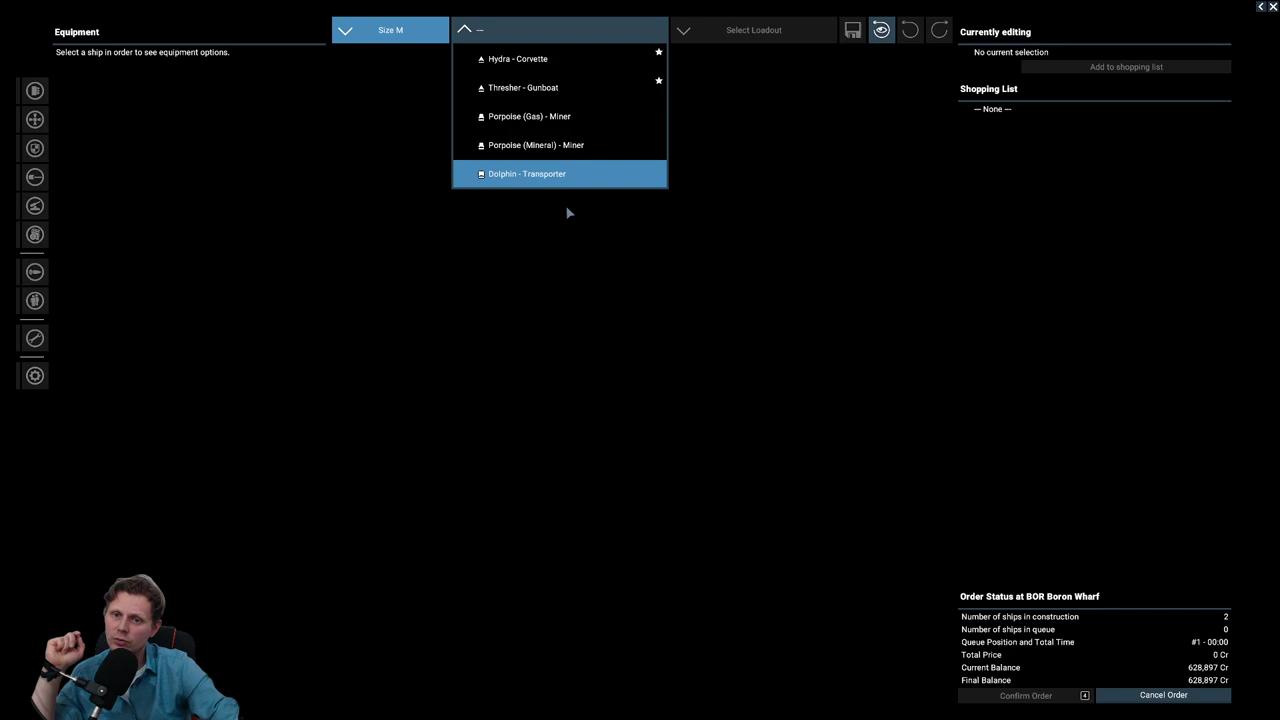 Equipment
Select a ship in order to see equipment options.
Size M
--
Hydra - Corvette
Thresher - Gunboat
Porpoise (Gas) - Miner
Porpoise (Mineral) - Miner
Dolphin - Transporter
Select Loadout
Currently editing
No current selection
Add to shopping list
Shopping List
-- None --
Order Status at BOR Boron Wharf
Number of ships in construction 2
Number of ships in queue 0
Queue Position and Total Time #1 - 00:00
Total Price 0 Cr
Current Balance 628,897 Cr
Final Balance 628,897 Cr
Confirm Order 4
Cancel Order